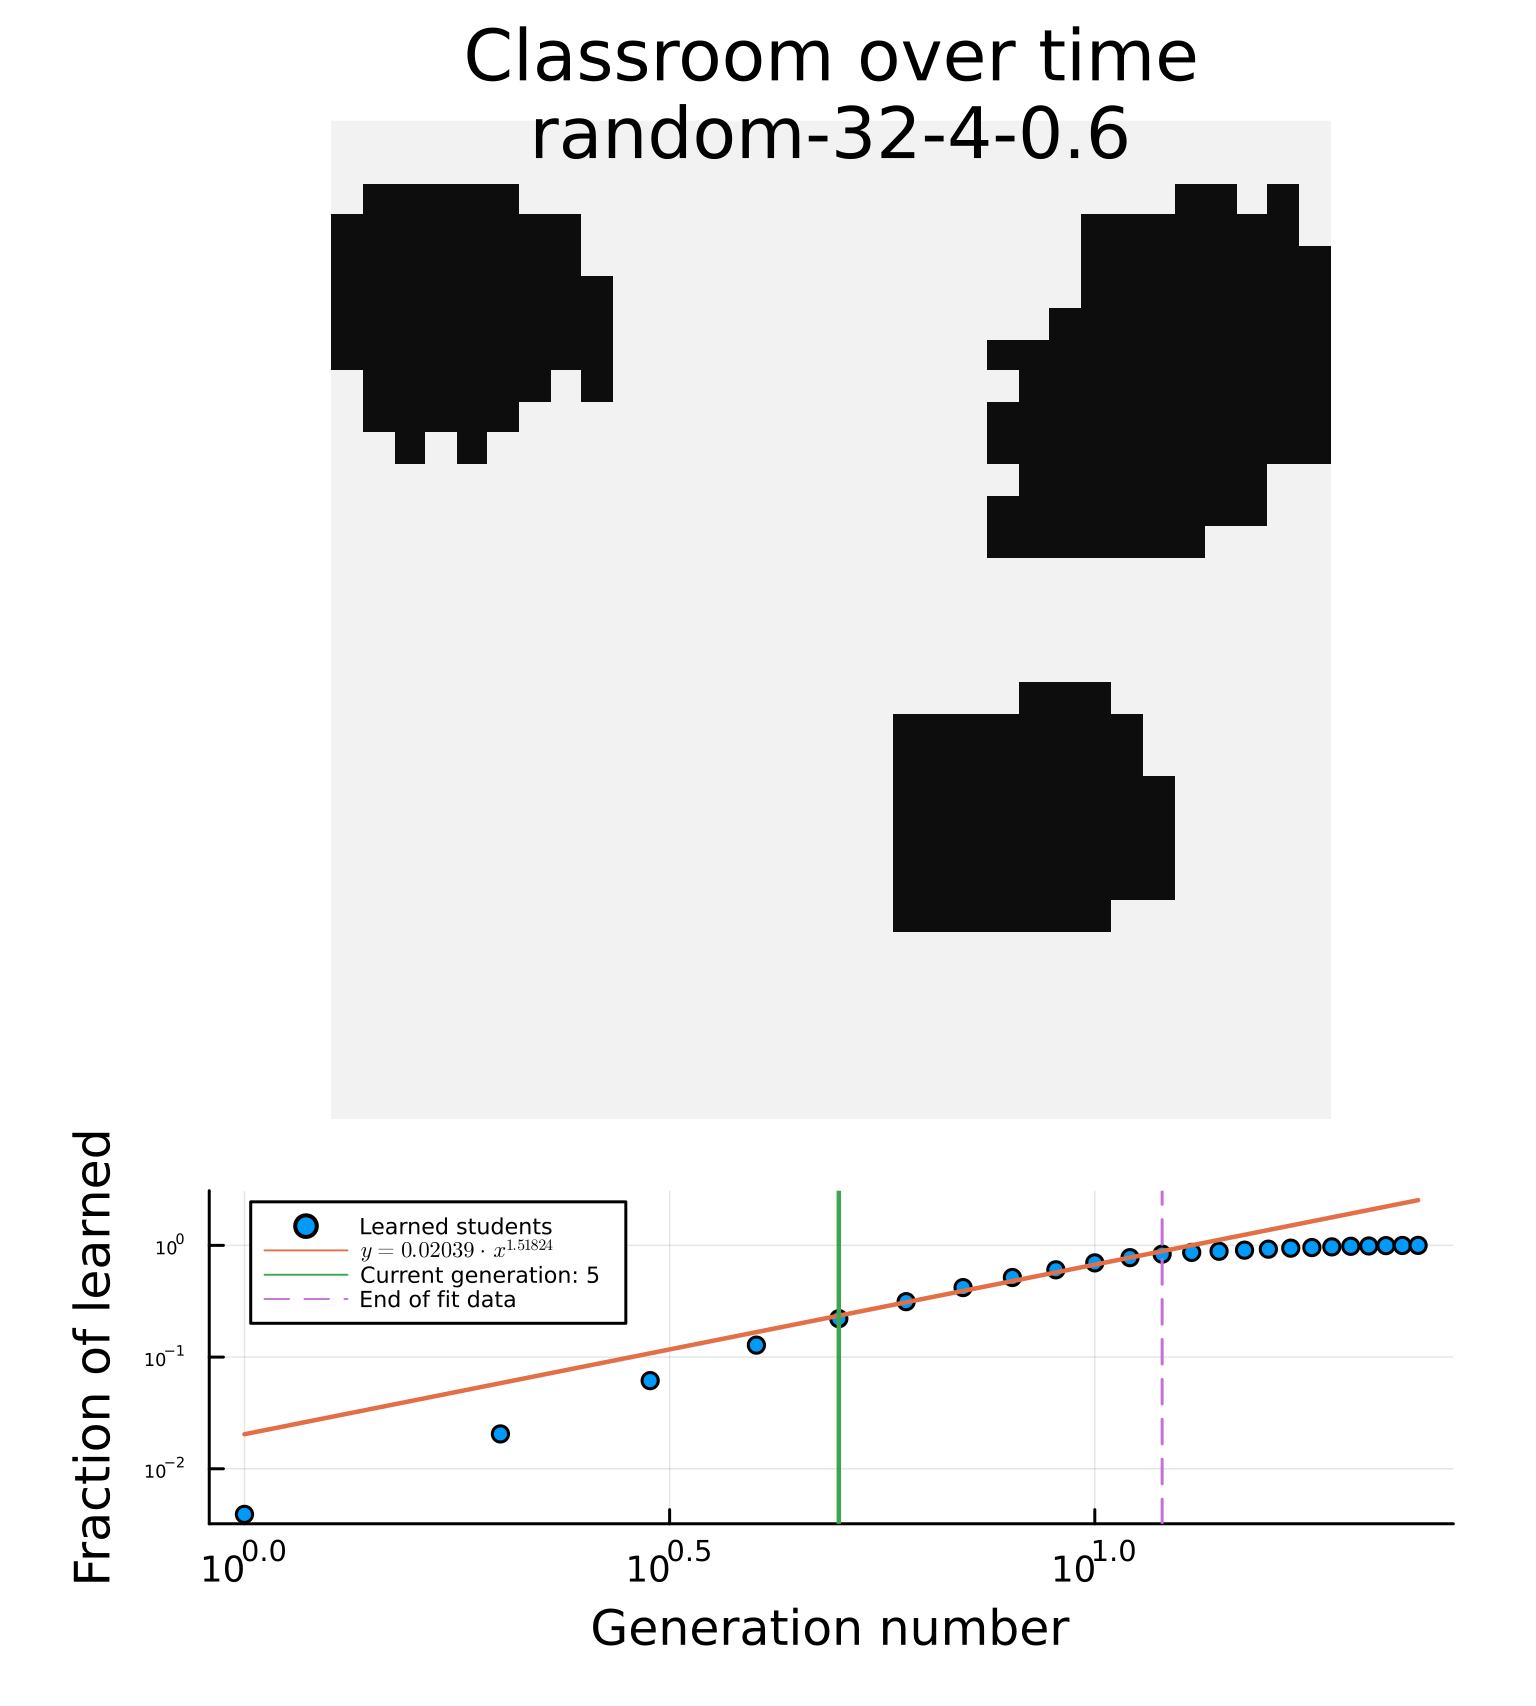 Classroom over time
random-32-4-0.6
Fraction of learned
10^0
10^-1
10^-2
Learned students
y = 0.02039 · x^1.51824
Current generation: 5
End of fit data
10^0.0
10^0.5
10^1.0
Generation number